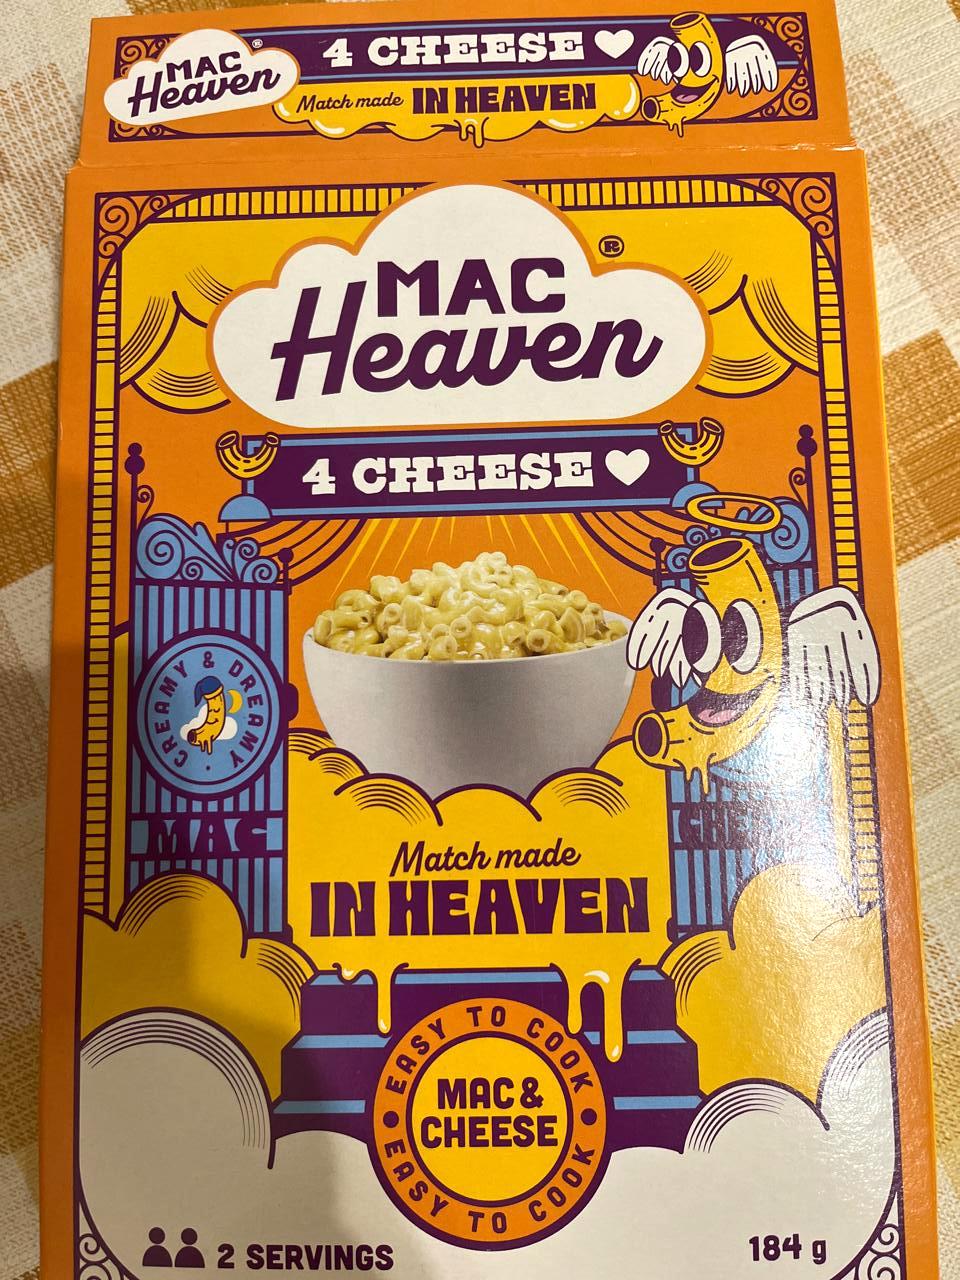 MAC
Heaven®
4 CHEESE
Match made IN HEAVEN
MAC
Heaven®
4 CHEESE
CREAMY & DREAMY
MAC
Match made
IN HEAVEN
EASY TO COOK
MAC &
CHEESE
EASY TO COOK
2 SERVINGS
184 g